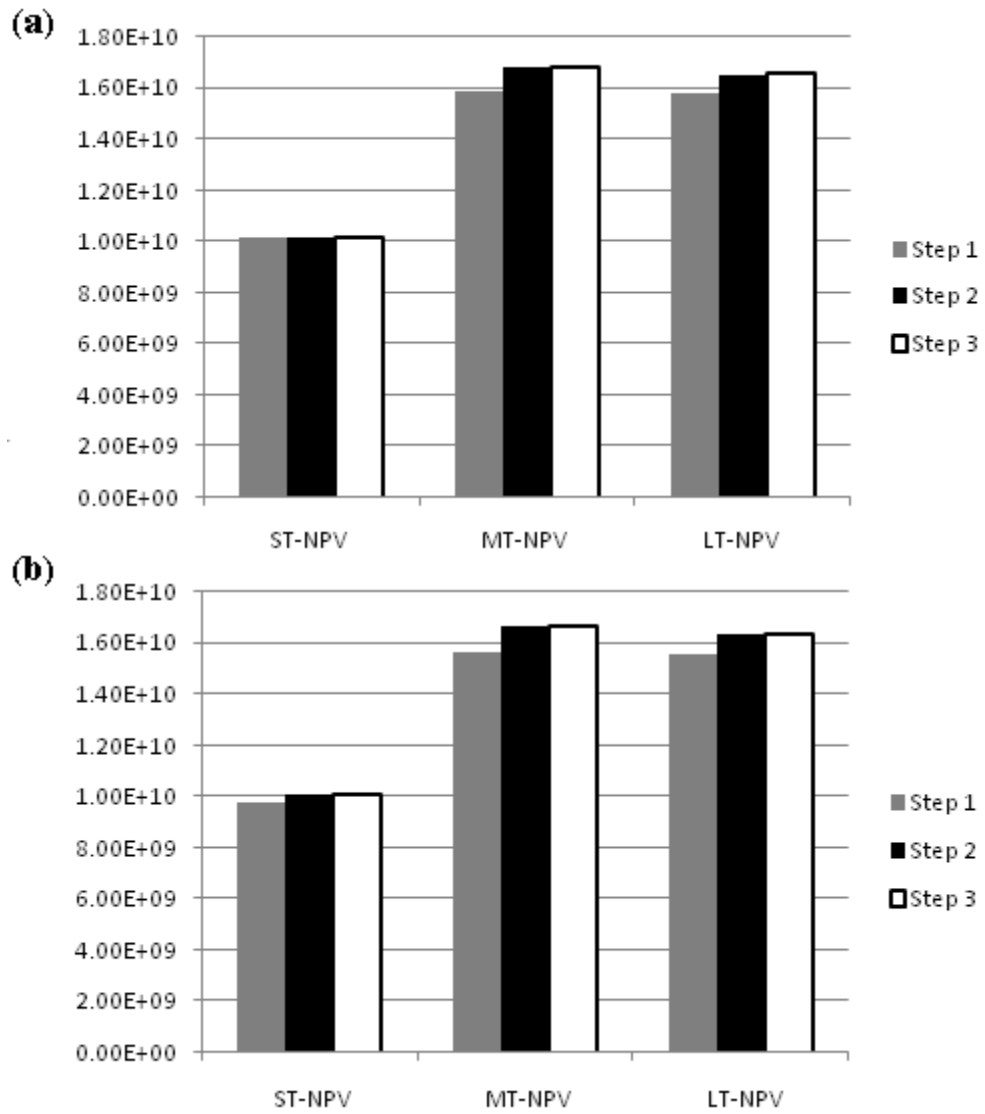 (a)
1.80E+10
1.60E+10
1.40E+10
1.20E+10
1.00E+10
8.00E+09
6.00E+09
4.00E+09
2.00E+09
0.00E+00
ST-NPV MT-NPV LT-NPV
Step 1
Step 2
Step 3
(b)
1.80E+10
1.60E+10
1.40E+10
1.20E+10
1.00E+10
8.00E+09
6.00E+09
4.00E+09
2.00E+09
0.00E+00
ST-NPV MT-NPV LT-NPV
Step 1
Step 2
Step 3